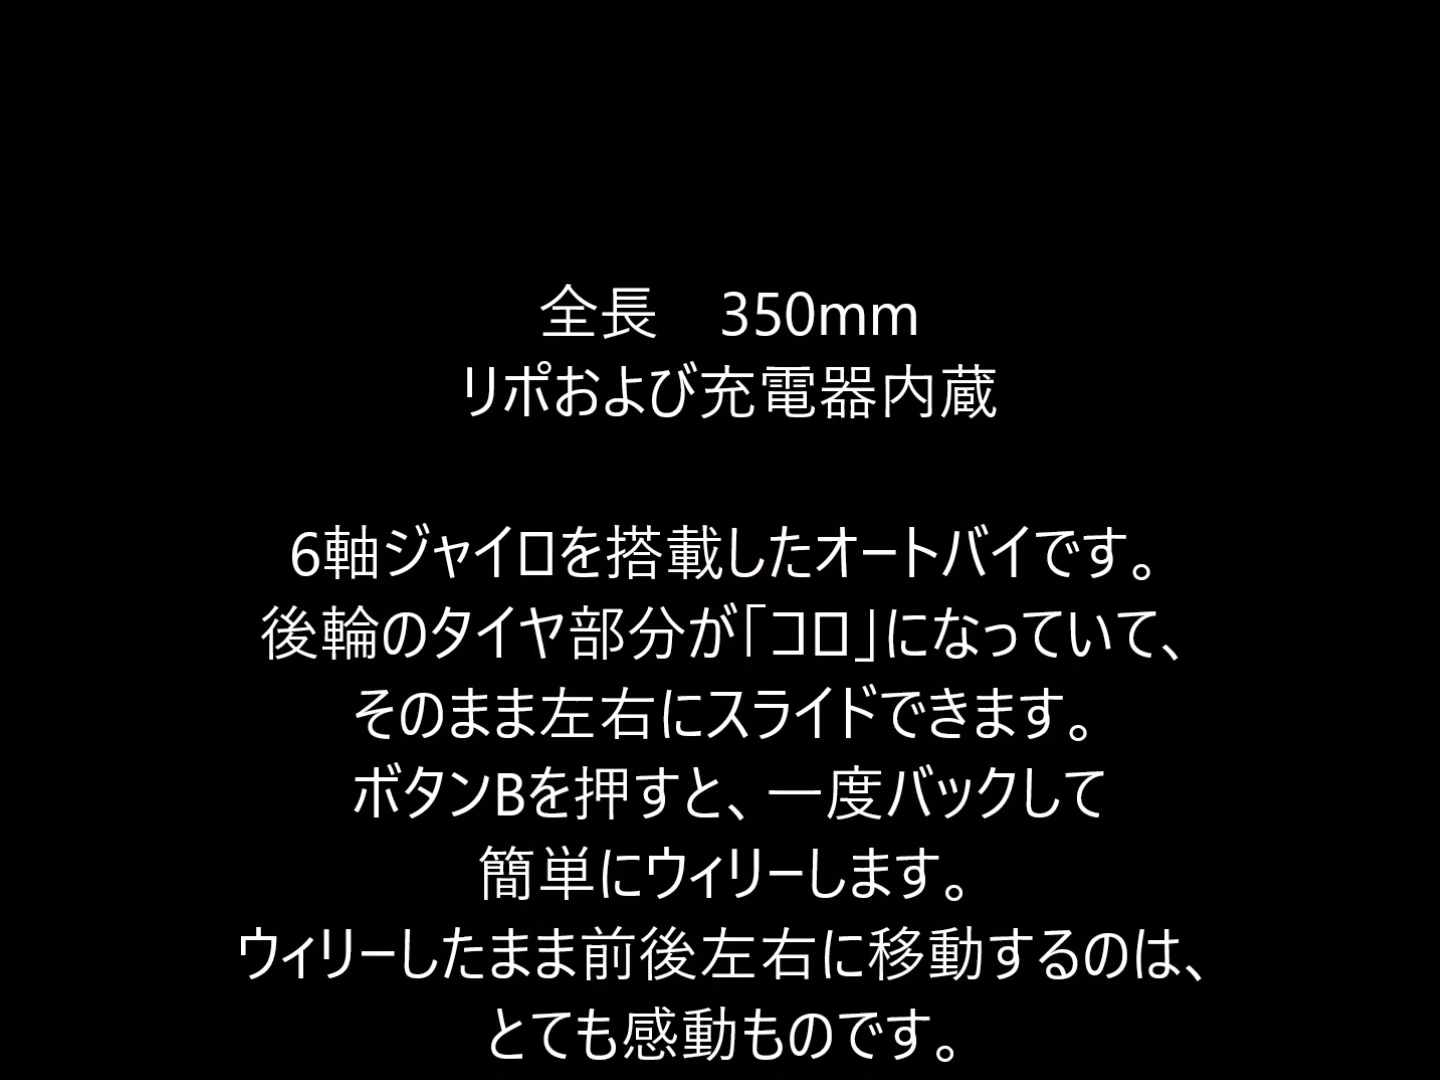 全長　350mm
リポおよび充電器内蔵
6軸ジャイロを搭載したオートバイです。
後輪のタイヤ部分が「コロ」になっていて、
そのまま左右にスライドできます。
ボタンBを押すと、一度バックして
簡単にウィリーします。
ウィリーしたまま前後左右に移動するのは、
とても感動ものです。